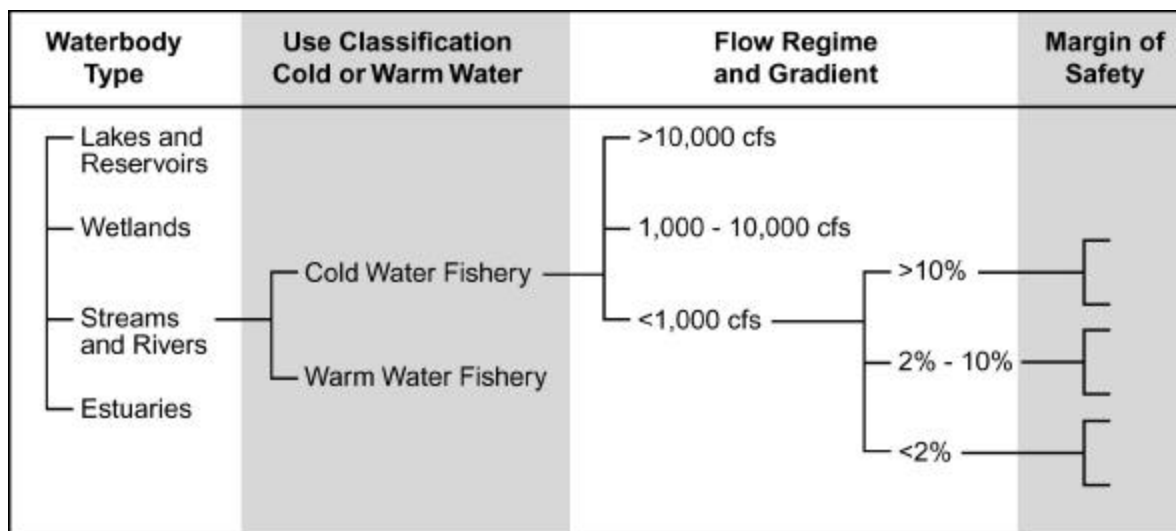 Waterbody
Type
Use Classification
Cold or Warm Water
Flow Regime
and Gradient
Margin of
Safety
Lakes and
Reservoirs
Wetlands
Streams
and Rivers
Estuaries
Cold Water Fishery
Warm Water Fishery
>10,000 cfs
1,000 - 10,000 cfs
<1,000 cfs
>10%
2% - 10%
<2%